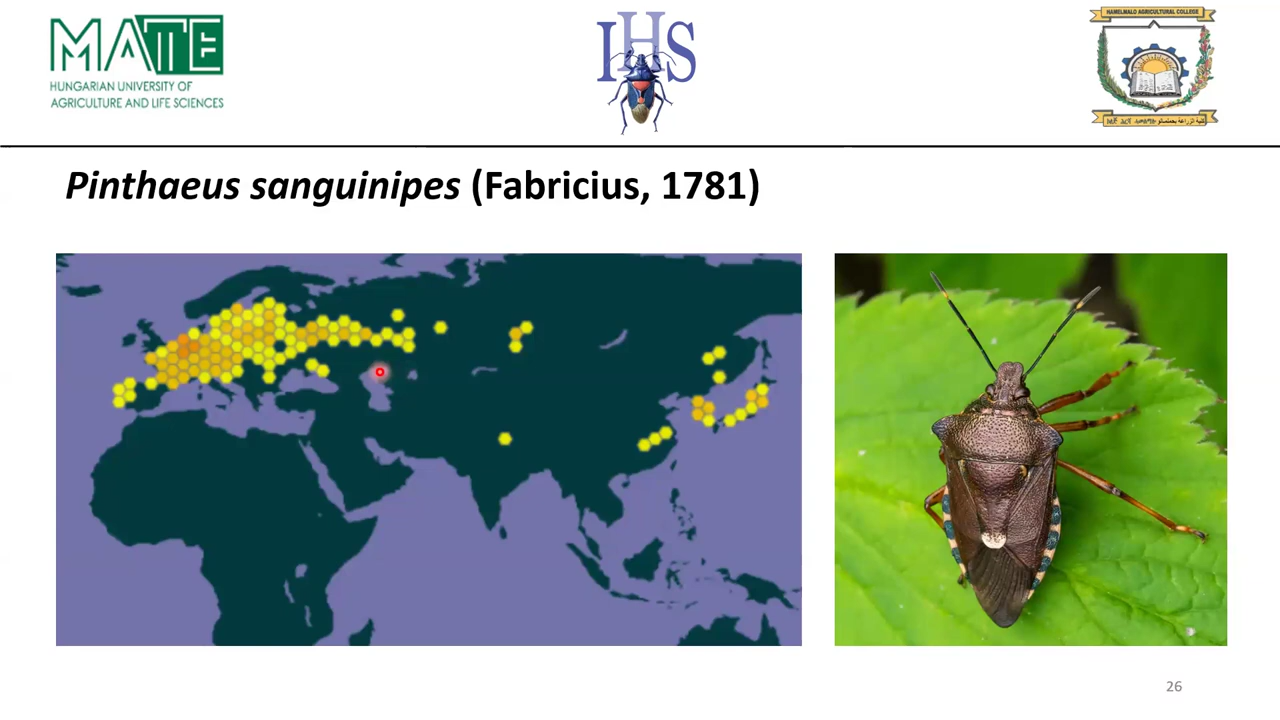 MATE
HUNGARIAN UNIVERSITY OF
AGRICULTURE AND LIFE SCIENCES
IHS
HAMELMALO AGRICULTURAL COLLEGE
Pinthaeus sanguinipes (Fabricius, 1781)
26